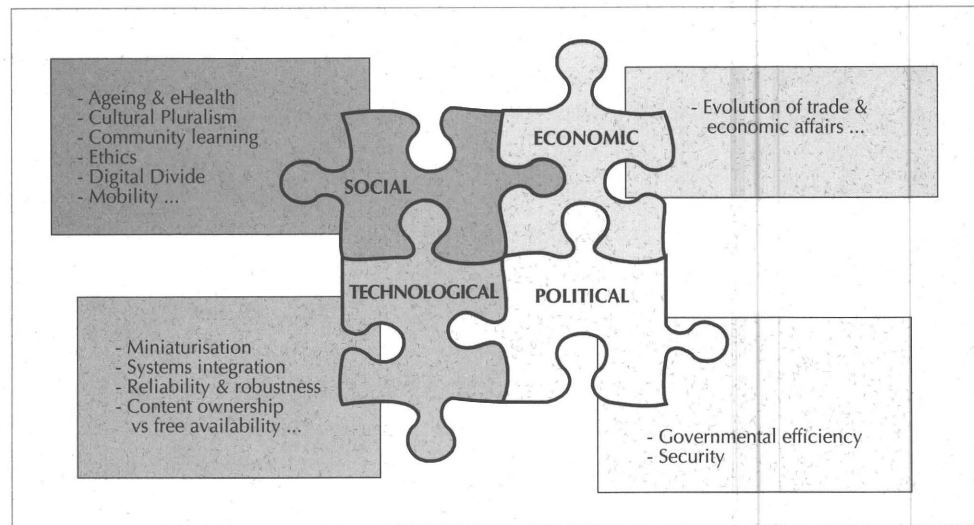 - Ageing & eHealth
- Cultural Pluralism
- Community learning
- Ethics
- Digital Divide
- Mobility ...
SOCIAL
ECONOMIC
- Evolution of trade &
economic affairs ...
TECHNOLOGICAL
POLITICAL
- Miniaturisation
- Systems integration
- Reliability & robustness
- Content ownership
vs free availability ...
- Governmental efficiency
- Security